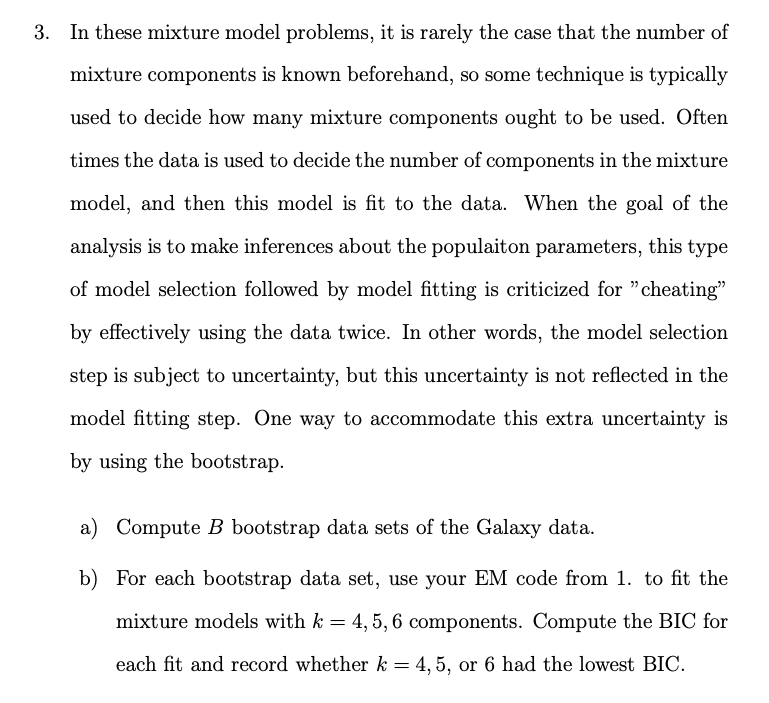 3. In these mixture model problems, it is rarely the case that the number of
mixture components is known beforehand, so some technique is typically
used to decide how many mixture components ought to be used. Often
times the data is used to decide the number of components in the mixture
model, and then this model is fit to the data. When the goal of the
analysis is to make inferences about the populaiton parameters, this type
of model selection followed by model fitting is criticized for ”cheating”
by effectively using the data twice. In other words, the model selection
step is subject to uncertainty, but this uncertainty is not reflected in the
model fitting step. One way to accommodate this extra uncertainty is
by using the bootstrap.
a) Compute B bootstrap data sets of the Galaxy data.
b) For each bootstrap data set, use your EM code from 1. to fit the
mixture models with k = 4, 5, 6 components. Compute the BIC for
each fit and record whether k = 4, 5, or 6 had the lowest BIC.